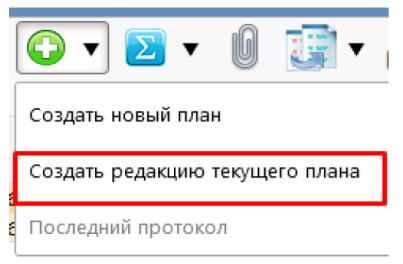 Создать новый план
Создать редакцию текущего плана
Последний протокол